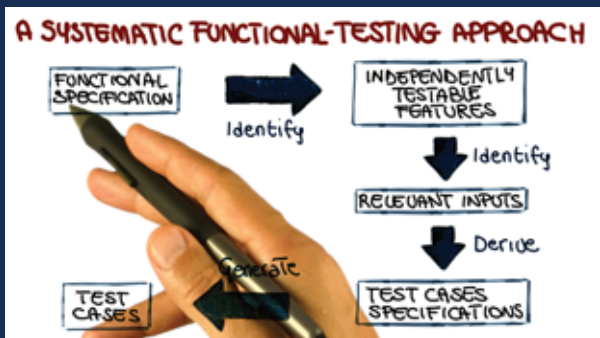 A SYSTEMATIC FUNCTIONAL-TESTING APPROACH
FUNCTIONAL
SPECIFICATION
Identify
INDEPENDENTLY
TESTABLE
FEATURES
Identify
RELEVANT INPUTS
Derive
TEST CASES
SPECIFICATIONS
Generate
TEST
CASES